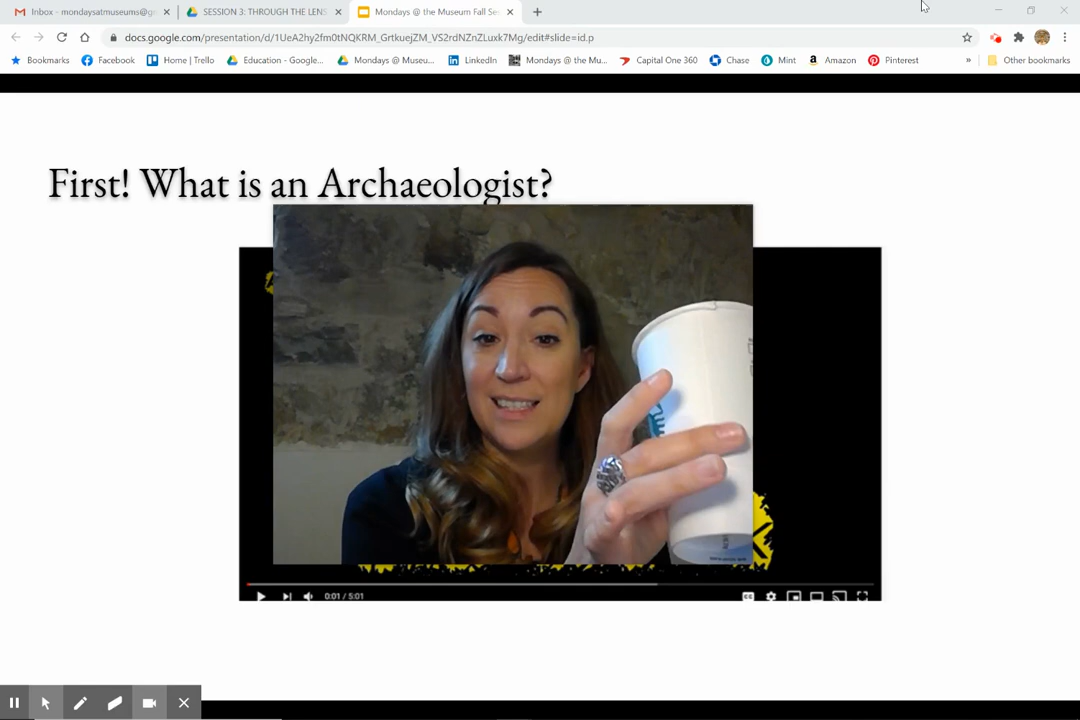 Inbox - mondaysatmuseums@g
SESSION 3: THROUGH THE LENS
Mondays @ the Museum Fall Se
docs.google.com/presentation/d/1UeA2hy2fm0tNQKRM_GrtkuejZM_VS2rdNZnZLuxk7Mg/edit#slide=id.p
Bookmarks
Facebook
Home | Trello
Education - Google...
Mondays @ Museu...
LinkedIn
Mondays @ the Mu...
Capital One 360
Chase
Mint
Amazon
Pinterest
»
Other bookmarks
First! What is an Archaeologist?
0:01 / 5:01
CC